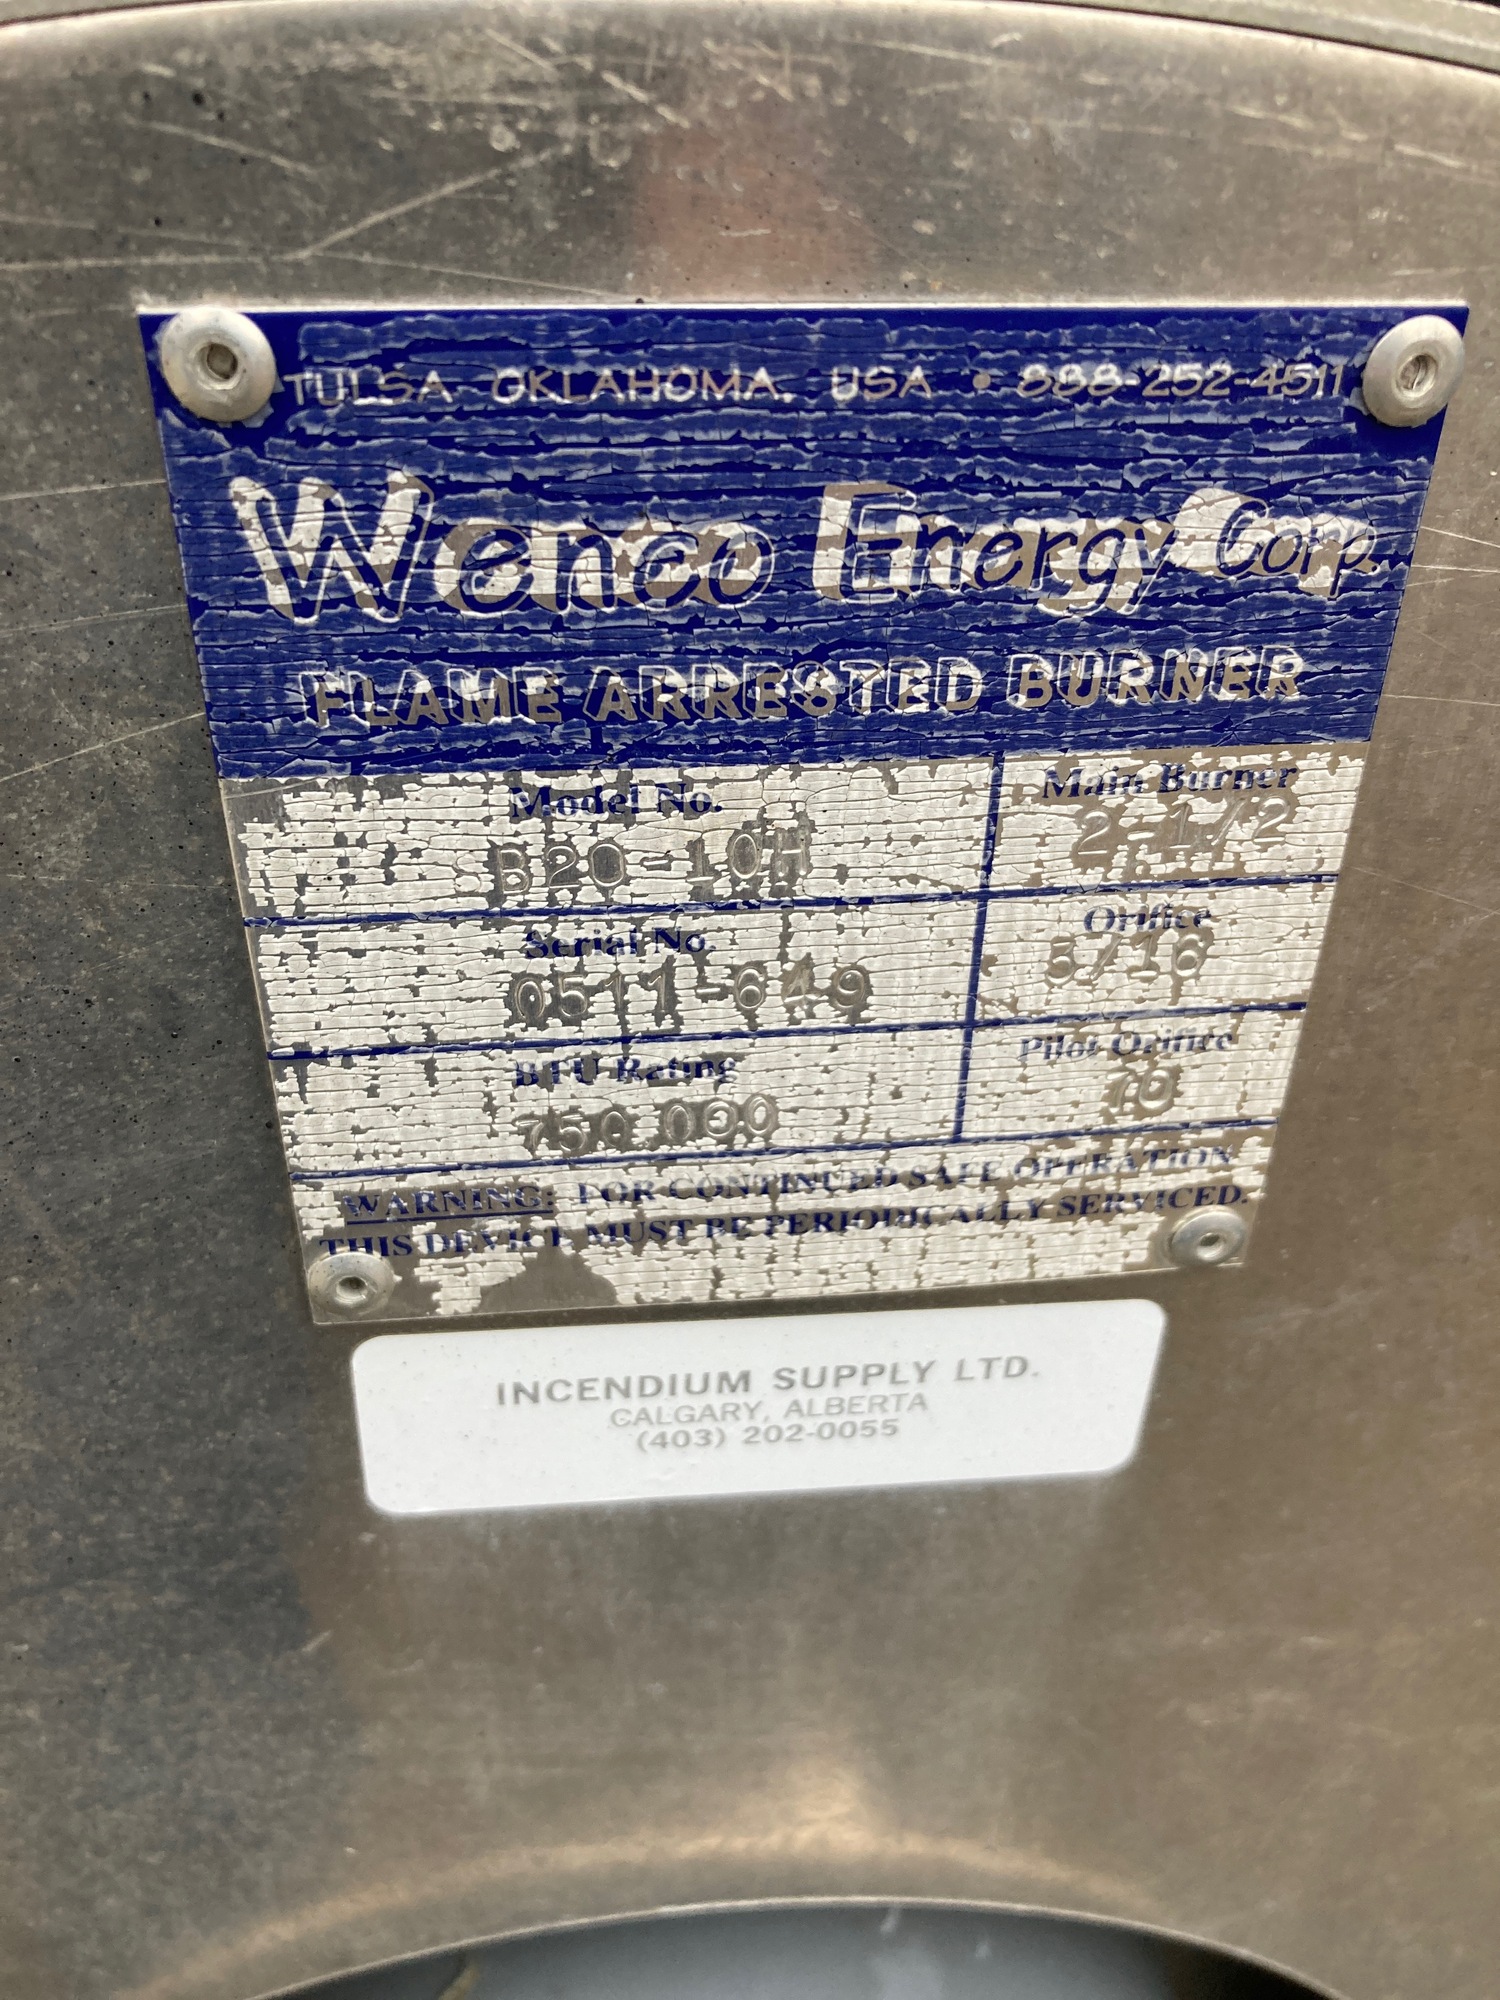 TULSA OKLAHOMA, USA • 888-252-4511
Wenco Energy Corp.
FLAME ARRESTED BURNER
Model No.
SB20-10H
Main Burner
2-1/2
Serial No.
0511-649
Orifice
5/16
BTU Rating
750,000
Pilot Orifice
70
WARNING: FOR CONTINUED SAFE OPERATION
THIS DEVICE MUST BE PERIODICALLY SERVICED.
INCENDIUM SUPPLY LTD.
CALGARY, ALBERTA
(403) 202-0055